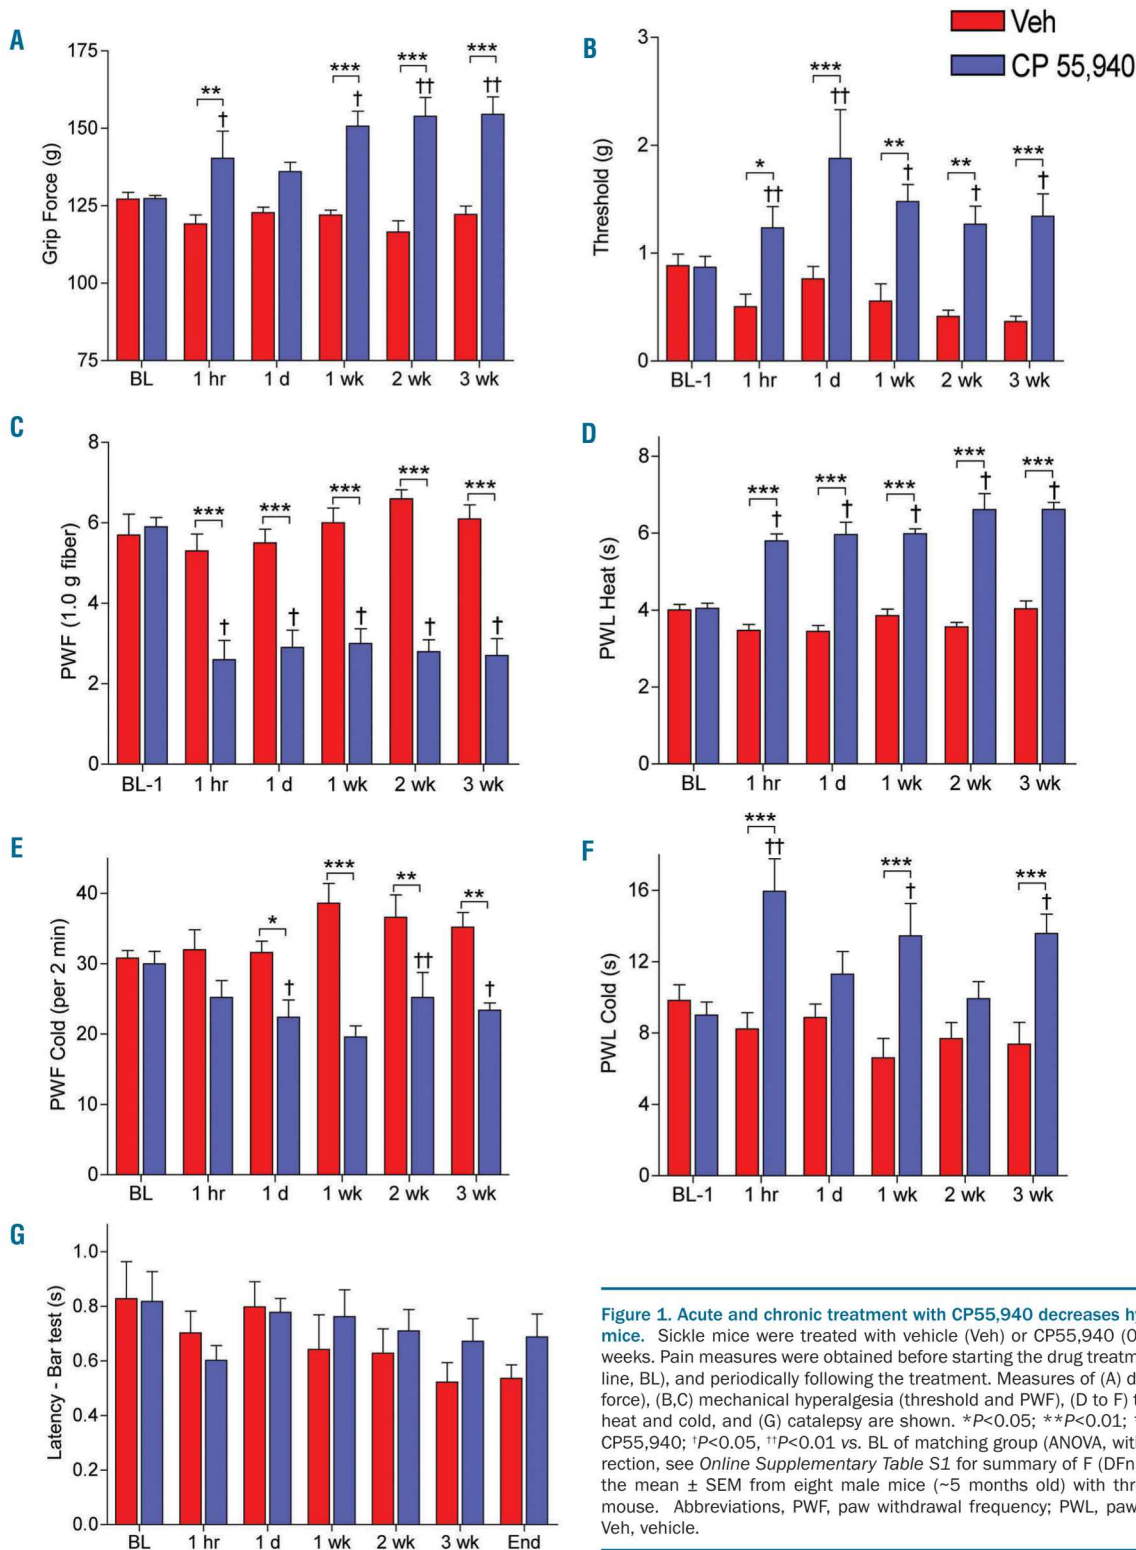 Veh
CP 55,940
A
175
150
125
100
75
Grip Force (g)
** *** *** ***
† † †† ††
BL 1 hr 1 d 1 wk 2 wk 3 wk
B
3
2
1
0
Threshold (g)
* *** ** ** ***
†† †† † † †
BL-1 1 hr 1 d 1 wk 2 wk 3 wk
C
8
6
4
2
0
PWF (1.0 g fiber)
*** *** *** *** ***
† † † † †
BL-1 1 hr 1 d 1 wk 2 wk 3 wk
D
8
6
4
2
0
PWL Heat (s)
*** *** *** *** ***
† † † † †
BL 1 hr 1 d 1 wk 2 wk 3 wk
E
40
30
20
10
0
PWF Cold (per 2 min)
* *** ** **
† †† †
BL 1 hr 1 d 1 wk 2 wk 3 wk
F
16
12
8
4
0
PWL Cold (s)
*** *** ***
†† † †
BL-1 1 hr 1 d 1 wk 2 wk 3 wk
G
1.0
0.8
0.6
0.4
0.2
0.0
Latency - Bar test (s)
BL 1 hr 1 d 1 wk 2 wk 3 wk End
Figure 1. Acute and chronic treatment with CP55,940 decreases hy
mice. Sickle mice were treated with vehicle (Veh) or CP55,940 (0
weeks. Pain measures were obtained before starting the drug treatm
line, BL), and periodically following the treatment. Measures of (A) d
force), (B,C) mechanical hyperalgesia (threshold and PWF), (D to F) t
heat and cold, and (G) catalepsy are shown. *P<0.05; **P<0.01; *
CP55,940; †P<0.05, ††P<0.01 vs. BL of matching group (ANOVA, with
rection, see Online Supplementary Table S1 for summary of F (DFn
the mean ± SEM from eight male mice (~5 months old) with thr
mouse. Abbreviations, PWF, paw withdrawal frequency; PWL, paw
Veh, vehicle.